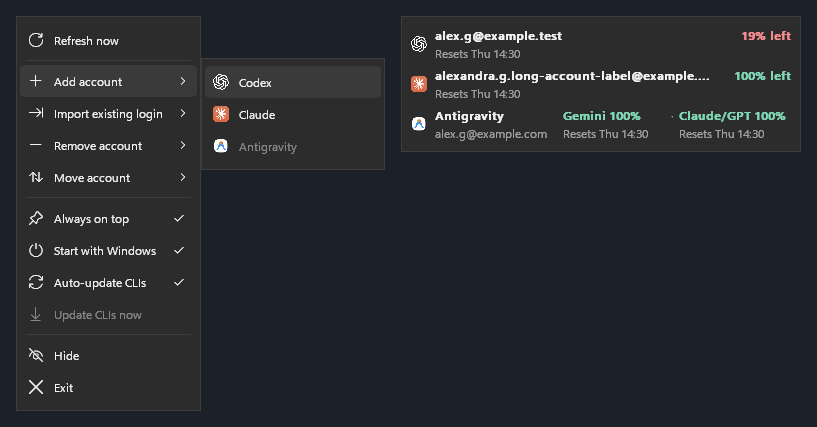 Refresh now
Add account
Import existing login
Remove account
Move account
Always on top
Start with Windows
Auto-update CLIs
Update CLIs now
Hide
Exit
Codex
Claude
Antigravity
alex.g@example.test 19% left
Resets Thu 14:30
alexandra.g.long-account-label@example.... 100% left
Resets Thu 14:30
Antigravity Gemini 100% · Claude/GPT 100%
alex.g@example.com Resets Thu 14:30 Resets Thu 14:30